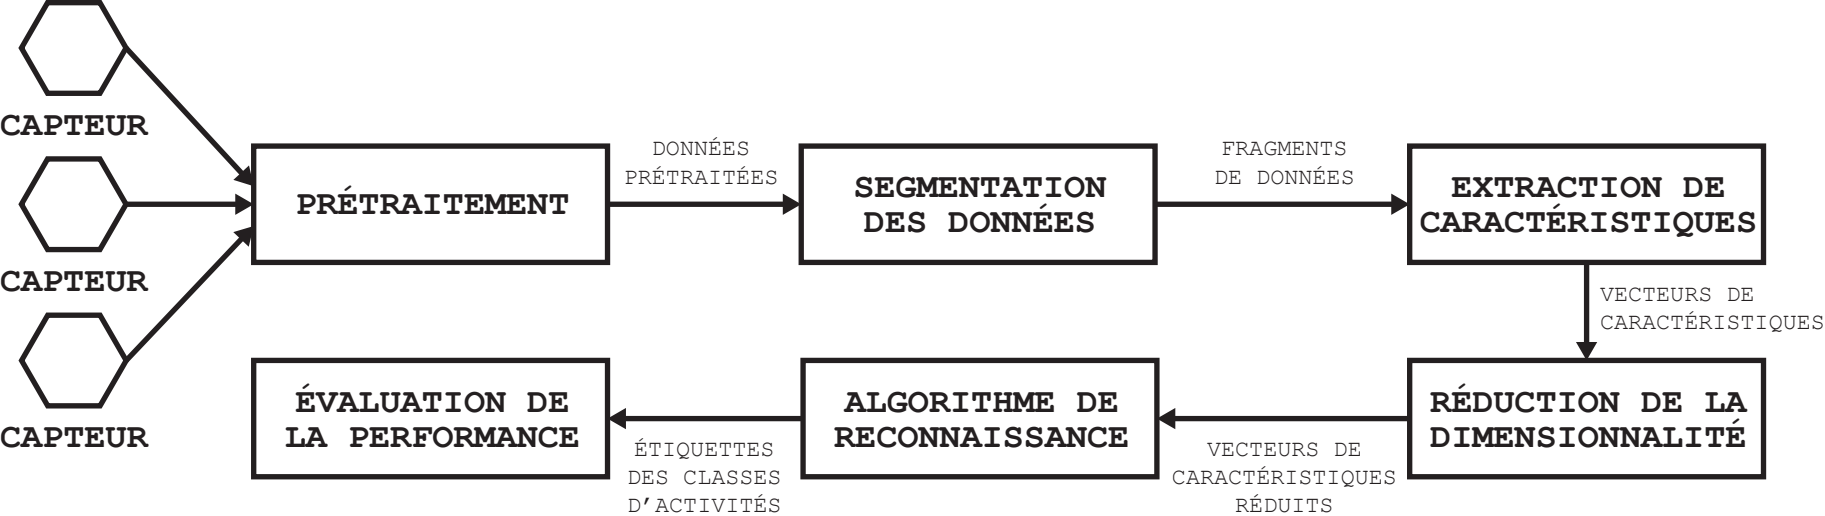 CAPTEUR
CAPTEUR
CAPTEUR
PRÉTRAITEMENT
DONNÉES
PRÉTRAITÉES
SEGMENTATION
DES DONNÉES
FRAGMENTS
DE DONNÉES
EXTRACTION DE
CARACTÉRISTIQUES
VECTEURS DE
CARACTÉRISTIQUES
RÉDUCTION DE LA
DIMENSIONNALITÉ
VECTEURS DE
CARACTÉRISTIQUES
RÉDUITS
ALGORITHME DE
RECONNAISSANCE
ÉTIQUETTES
DES CLASSES
D'ACTIVITÉS
ÉVALUATION DE
LA PERFORMANCE